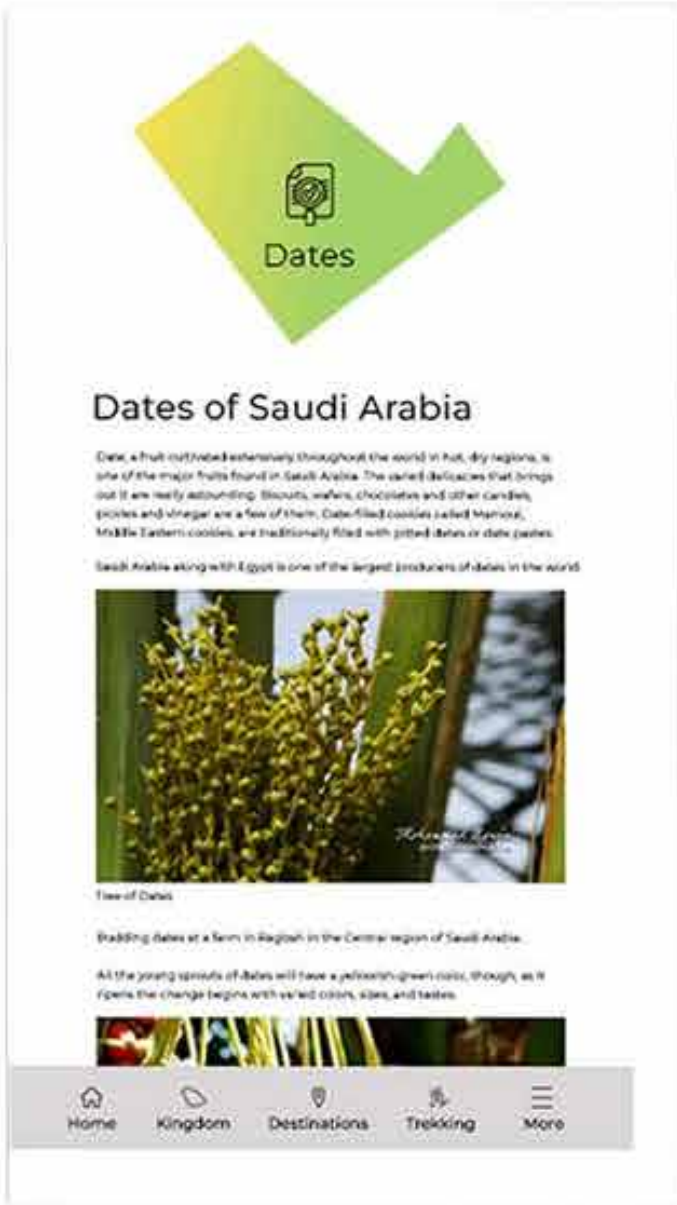 Dates
Dates of Saudi Arabia
Date, a fruit cultivated extensively throughout the world in hot, dry regions, is
one of the major fruits found in Saudi Arabia. The varied delicacies that brings
out it are really astounding. Biscuits, wafers, chocolates and other candies,
pickles and vinegar are a few of them. Date-filled cookies called Mamoul,
Middle Eastern cookies, are traditionally filled with pitted dates or date pastes.
Saudi Arabia along with Egypt is one of the largest producers of dates in the world
Tree of Dates
Budding dates at a farm in in the Central region of Saudi Arabia.
All the young sprouts of dates will have a yellowish-green color, though, as it
ripens the change begins with varied colors, sizes, and tastes.
Home Kingdom Destinations Trekking More